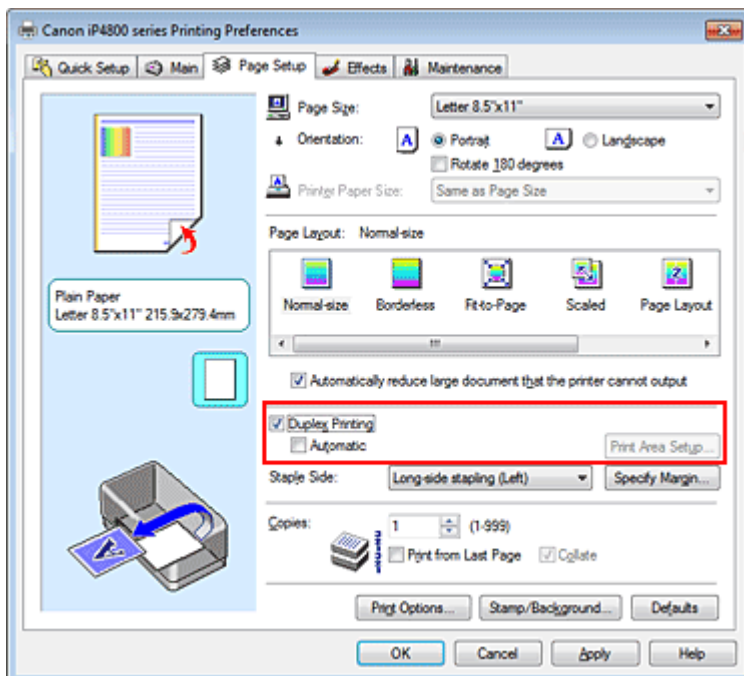 Canon iP4800 series Printing Preferences
Quick Setup Main Page Setup Effects Maintenance
Page Size: Letter 8.5"x11"
Orientation: A Portrait A Landscape
Rotate 180 degrees
Printer Paper Size: Same as Page Size
Page Layout: Normal-size
Normal-size Borderless Fit-to-Page Scaled Page Layout
Plain Paper
Letter 8.5"x11" 215.9x279.4mm
Automatically reduce large document that the printer cannot output
Duplex Printing
Automatic Print Area Setup...
Staple Side: Long-side stapling (Left) Specify Margin...
Copies: 1 (1-999)
Print from Last Page Collate
Print Options... Stamp/Background... Defaults
OK Cancel Apply Help